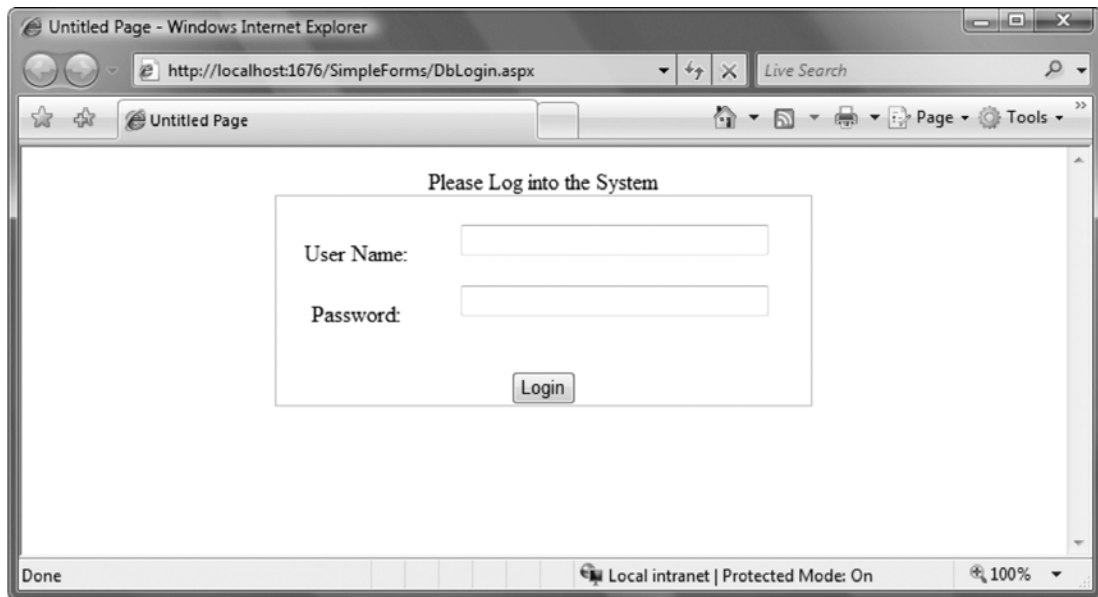 Untitled Page - Windows Internet Explorer
http://localhost:1676/SimpleForms/DbLogin.aspx
Live Search
Untitled Page
Page
Tools
Please Log into the System
User Name:
Password:
Login
Done
Local intranet | Protected Mode: On
100%